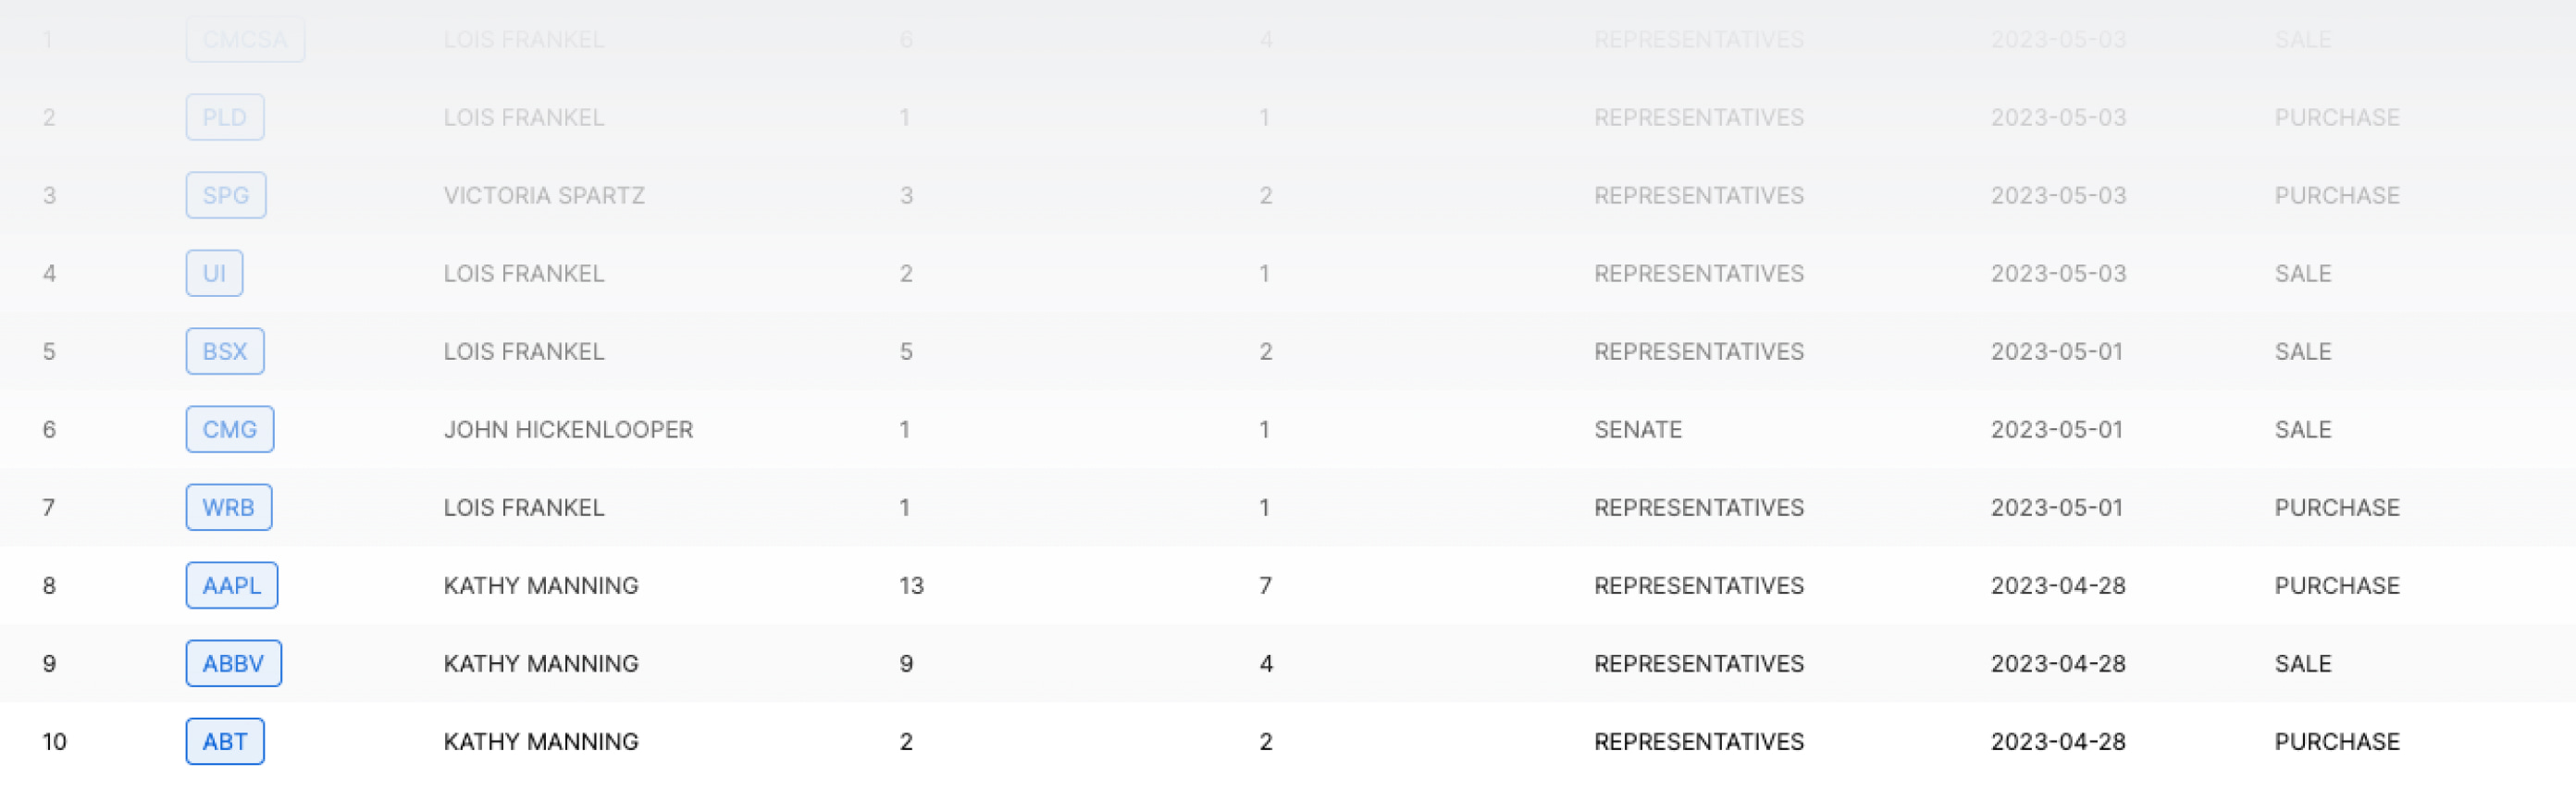 1 CMCSA LOIS FRANKEL 6 4 REPRESENTATIVES 2023-05-03 SALE
2 PLD LOIS FRANKEL 1 1 REPRESENTATIVES 2023-05-03 PURCHASE
3 SPG VICTORIA SPARTZ 3 2 REPRESENTATIVES 2023-05-03 PURCHASE
4 UI LOIS FRANKEL 2 1 REPRESENTATIVES 2023-05-03 SALE
5 BSX LOIS FRANKEL 5 2 REPRESENTATIVES 2023-05-01 SALE
6 CMG JOHN HICKENLOOPER 1 1 SENATE 2023-05-01 SALE
7 WRB LOIS FRANKEL 1 1 REPRESENTATIVES 2023-05-01 PURCHASE
8 AAPL KATHY MANNING 13 7 REPRESENTATIVES 2023-04-28 PURCHASE
9 ABBV KATHY MANNING 9 4 REPRESENTATIVES 2023-04-28 SALE
10 ABT KATHY MANNING 2 2 REPRESENTATIVES 2023-04-28 PURCHASE